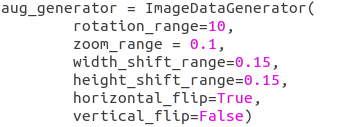 aug_generator = ImageDataGenerator(
        rotation_range=10,
        zoom_range = 0.1,
        width_shift_range=0.15,
        height_shift_range=0.15,
        horizontal_flip=True,
        vertical_flip=False)